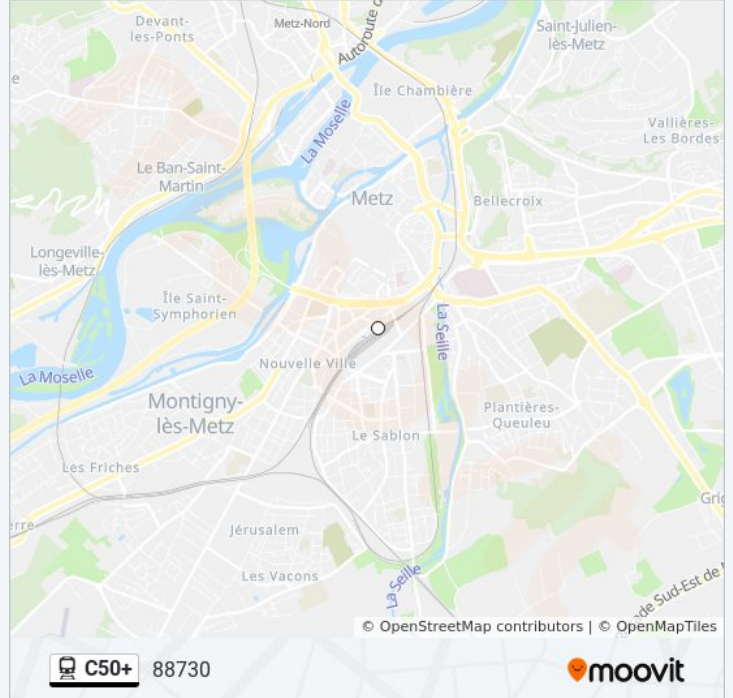 Devant-
les-Ponts
Metz-Nord
Autoroute d
Saint-Julien-
lès-Metz
e
Île Chambière
La Moselle
Vallières-
Les Bordes
Le Ban-Saint-
Martin
Metz
Bellecroix
Longeville-
lès-Metz
Île Saint-
Symphorien
La Seille
Nouvelle Ville
La Moselle
Montigny-
lès-Metz
Plantières-
Queuleu
Le Sablon
Les Friches
Grig
erre
Jérusalem
Les Vacons
La Seille
de Sud-Est de M
© OpenStreetMap contributors | © OpenMapTiles
C50+ 88730
moovit